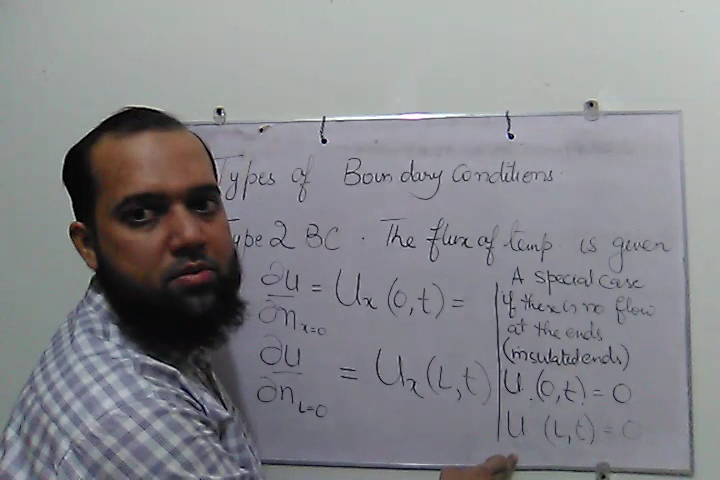 Types of Boundary Conditions.
Type 2 BC. The flux of temp. is given
∂u/∂n x=0 = Ux (0,t) =
∂u/∂n L=0 = Ux (L,t)
A special case
if there is no flow
at the ends
(insulated ends)
U (0,t) = 0
U (L,t) = 0